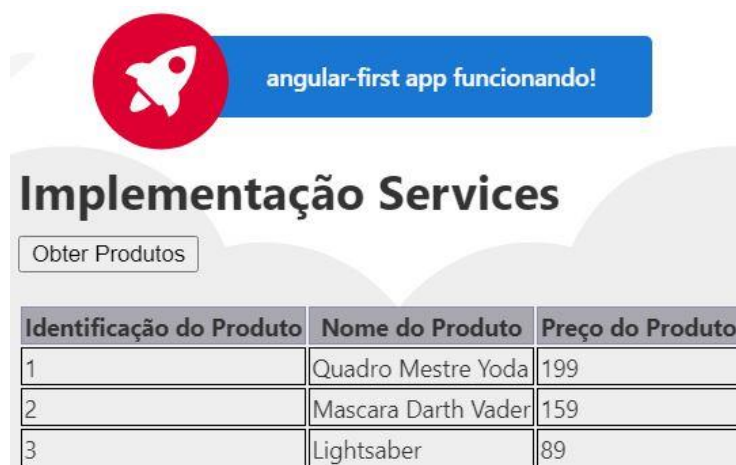 angular-first app funcionando!
Implementação Services
Obter Produtos
Identificação do Produto Nome do Produto Preço do Produto
1 Quadro Mestre Yoda 199
2 Mascara Darth Vader 159
3 Lightsaber 89